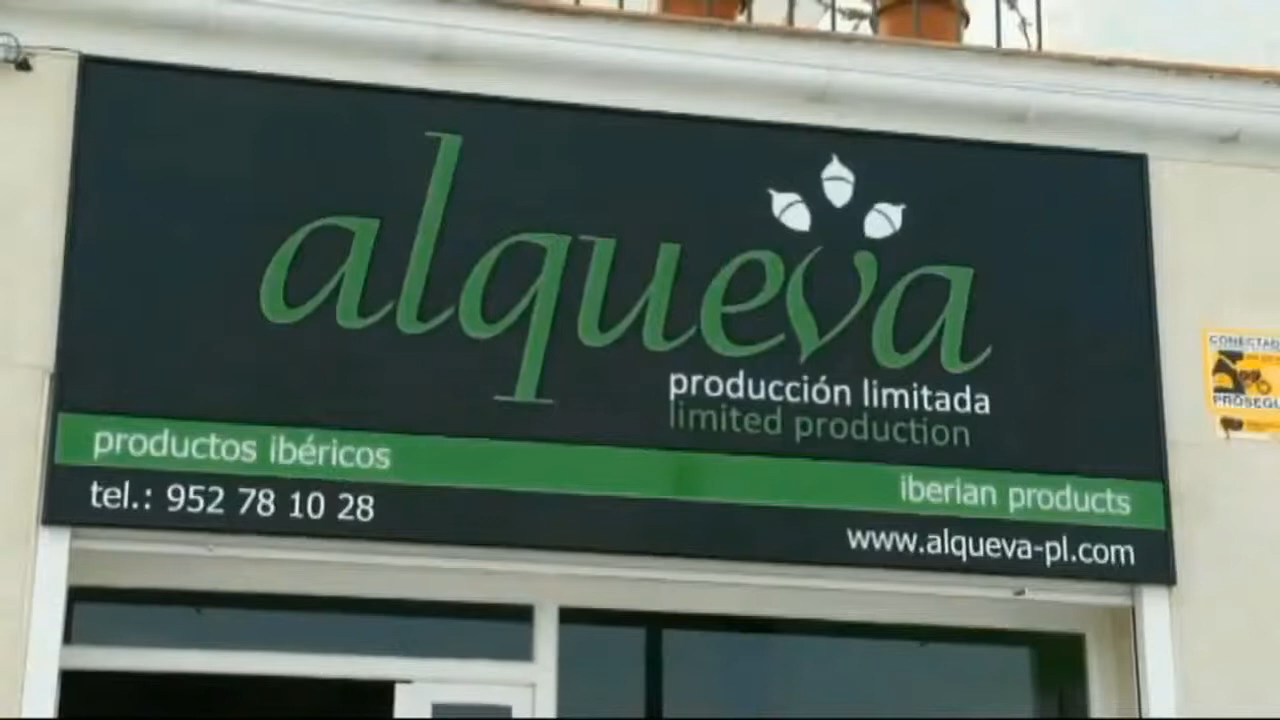 alqueva
producción limitada
limited production
productos ibéricos
iberian products
tel.: 952 78 10 28
www.alqueva-pl.com